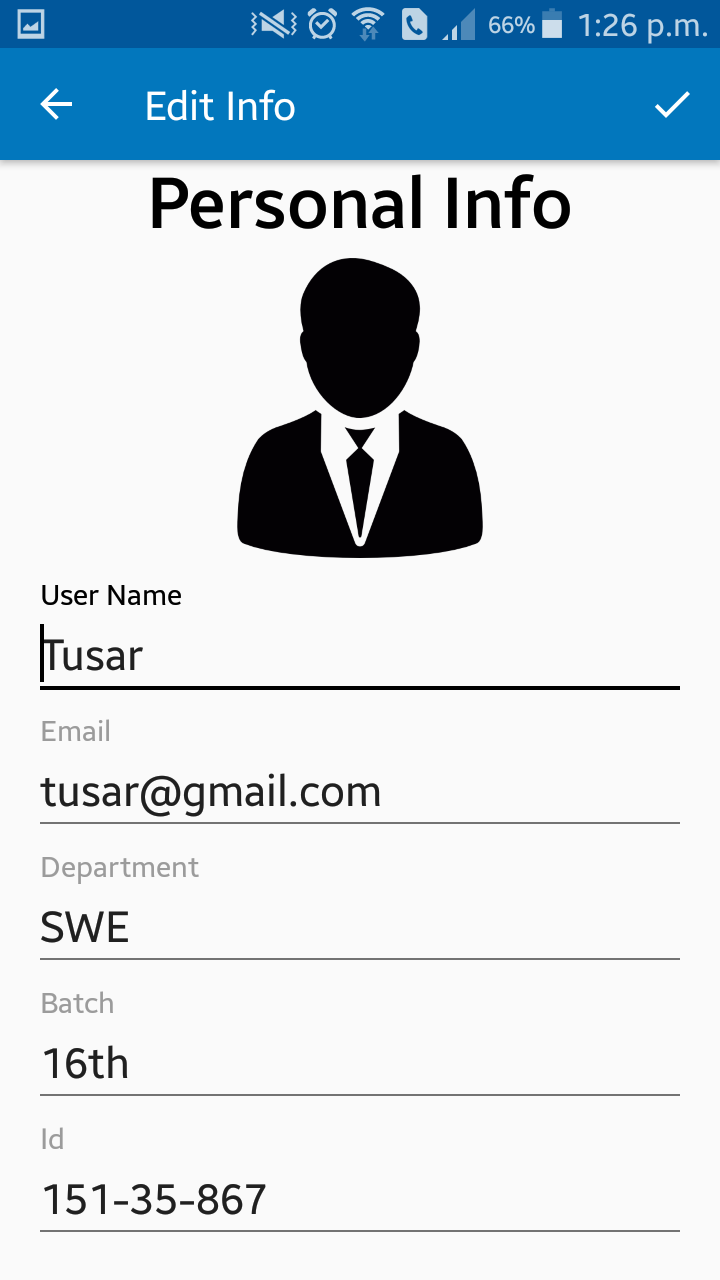 66% 1:26 p.m.
Edit Info
Personal Info
User Name
Tusar
Email
tusar@gmail.com
Department
SWE
Batch
16th
Id
151-35-867